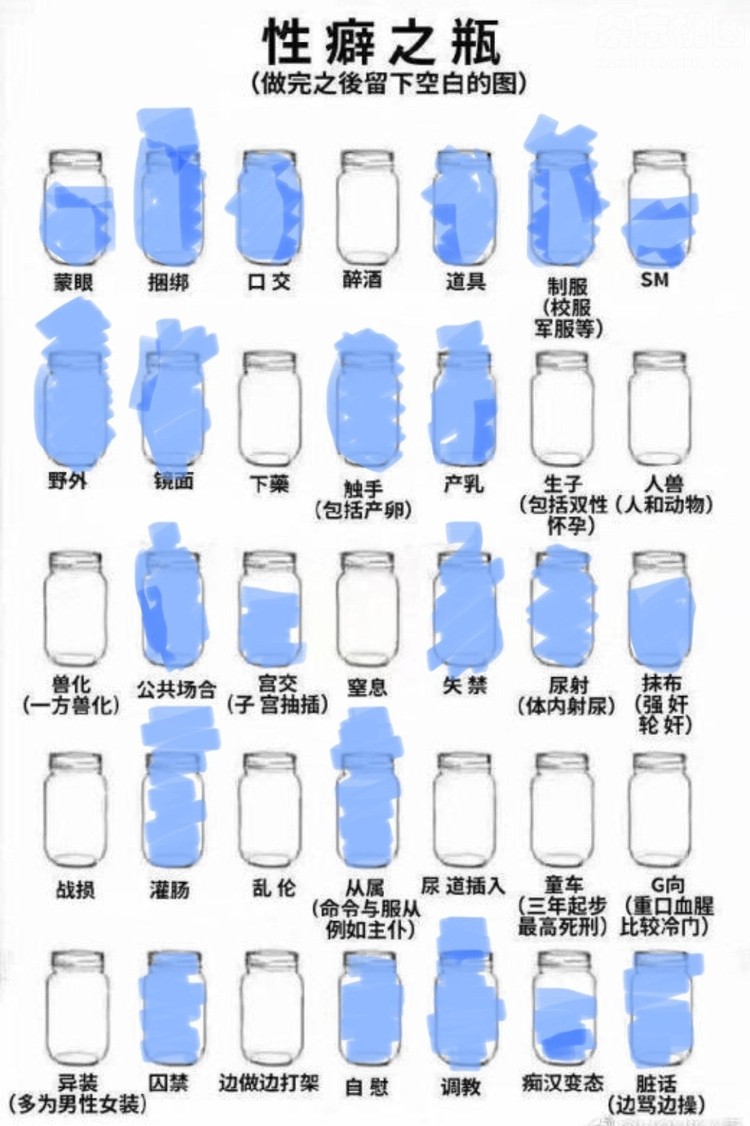 性癖之瓶
（做完之後留下空白的图）
蒙眼 捆绑 口 交 醉酒 道具 制服 SM
（校服
军服等）
野外 镜面 下藥 触手 产乳 生子 人兽
（包括产卵） （包括双性 （人和动物）
怀孕）
兽化 公共场合 宫交 窒息 失 禁 尿射 抹布
（一方兽化） （子 宫抽插） （体内射尿） （强 奸
轮 奸）
战损 灌肠 乱 伦 从属 尿 道插入 童车 G向
（命令与服从 （三年起步 （重口血腥
例如主仆） 最高死刑） 比较冷门）
异装 囚禁 边做边打架 自 慰 调教 痴汉变态 脏话
（多为男性女装） （边骂边操）